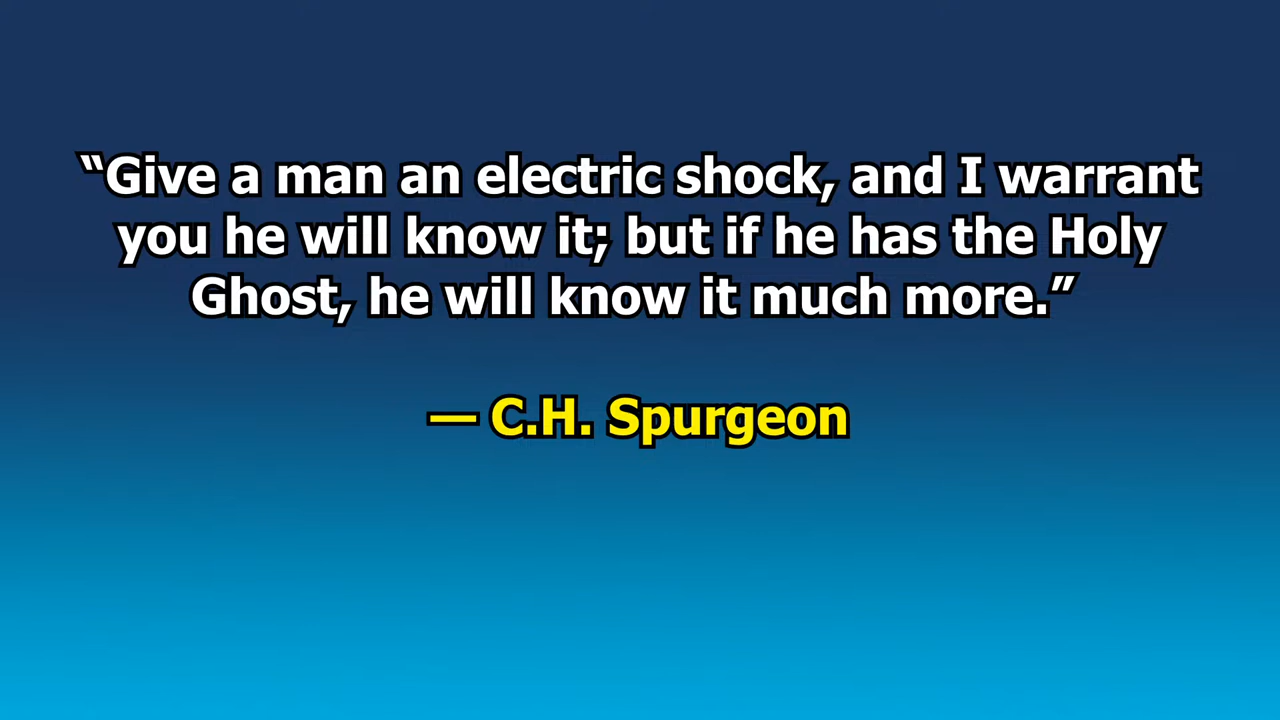 “Give a man an electric shock, and I warrant
you he will know it; but if he has the Holy
Ghost, he will know it much more.”
— C.H. Spurgeon